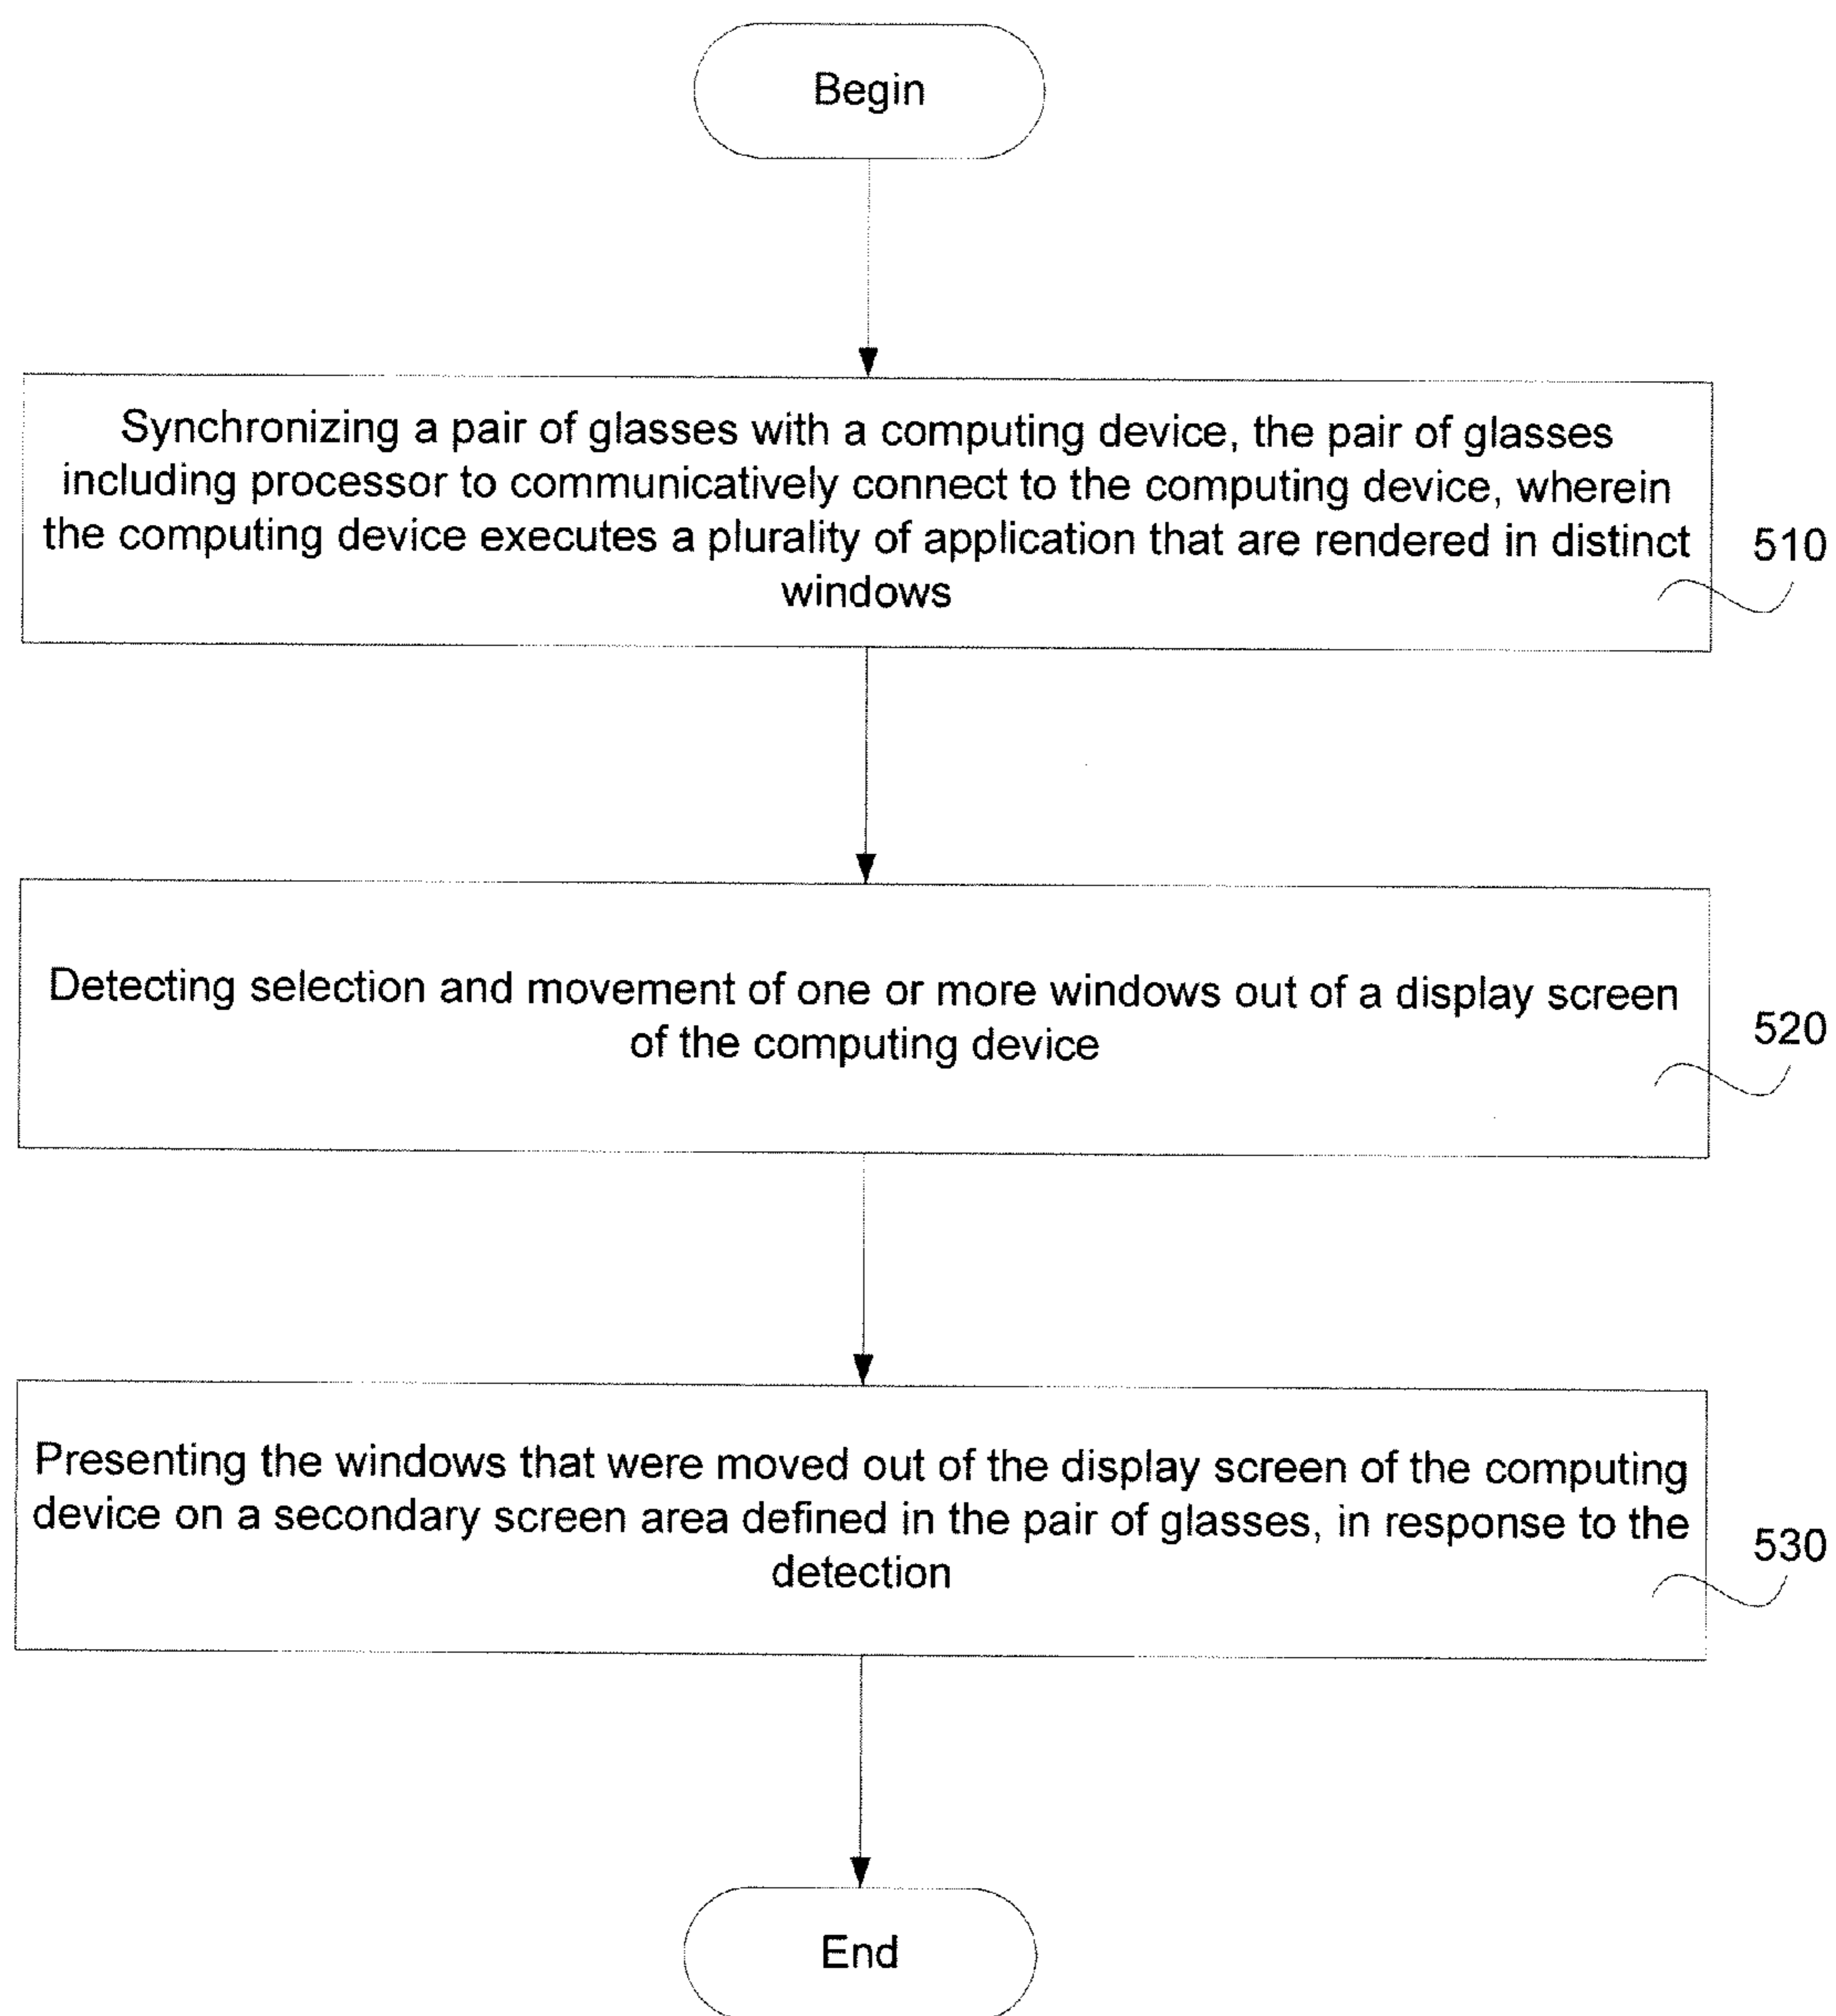 Begin
Synchronizing a pair of glasses with a computing device, the pair of glasses
including processor to communicatively connect to the computing device, wherein
the computing device executes a plurality of application that are rendered in distinct
windows
510
Detecting selection and movement of one or more windows out of a display screen
of the computing device
520
Presenting the windows that were moved out of the display screen of the computing
device on a secondary screen area defined in the pair of glasses, in response to the
detection
530
End